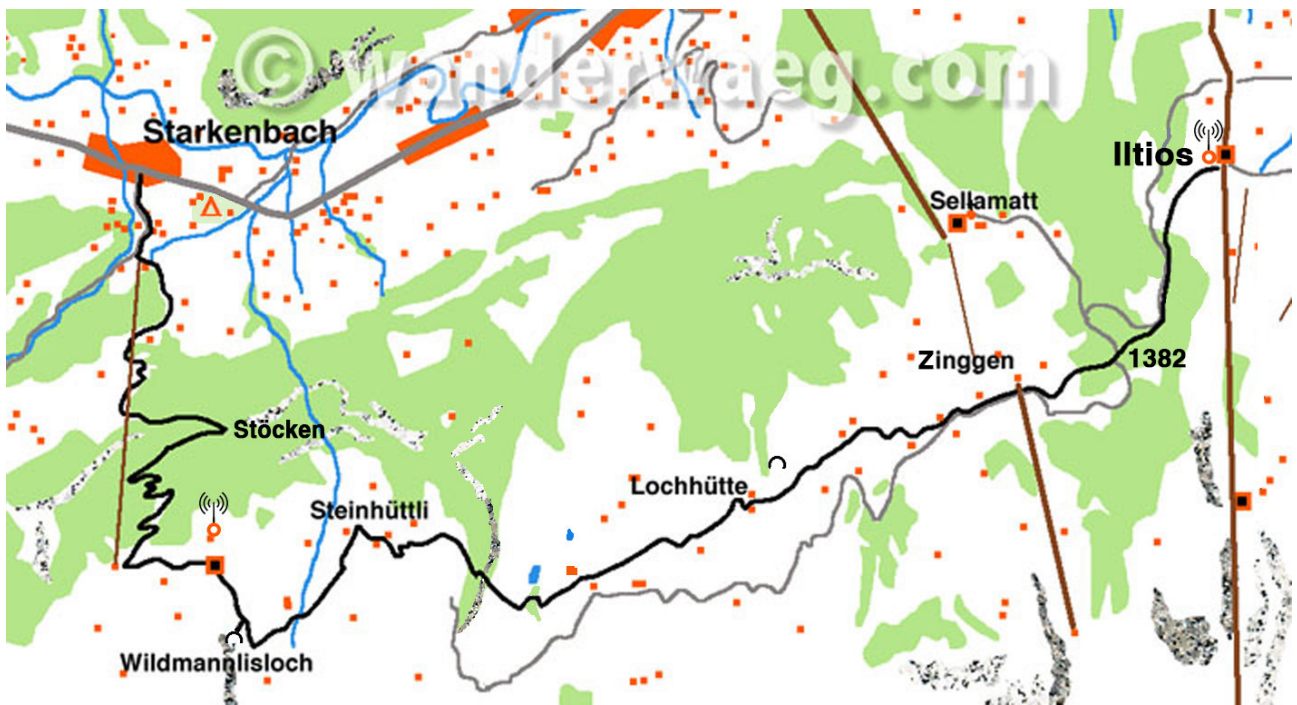 © wanderwaeg.com
Starkenbach
Iltios
Sellamatt
Zinggen
1382
Stöcken
Lochhütte
Steinhüttli
Wildmannlisloch